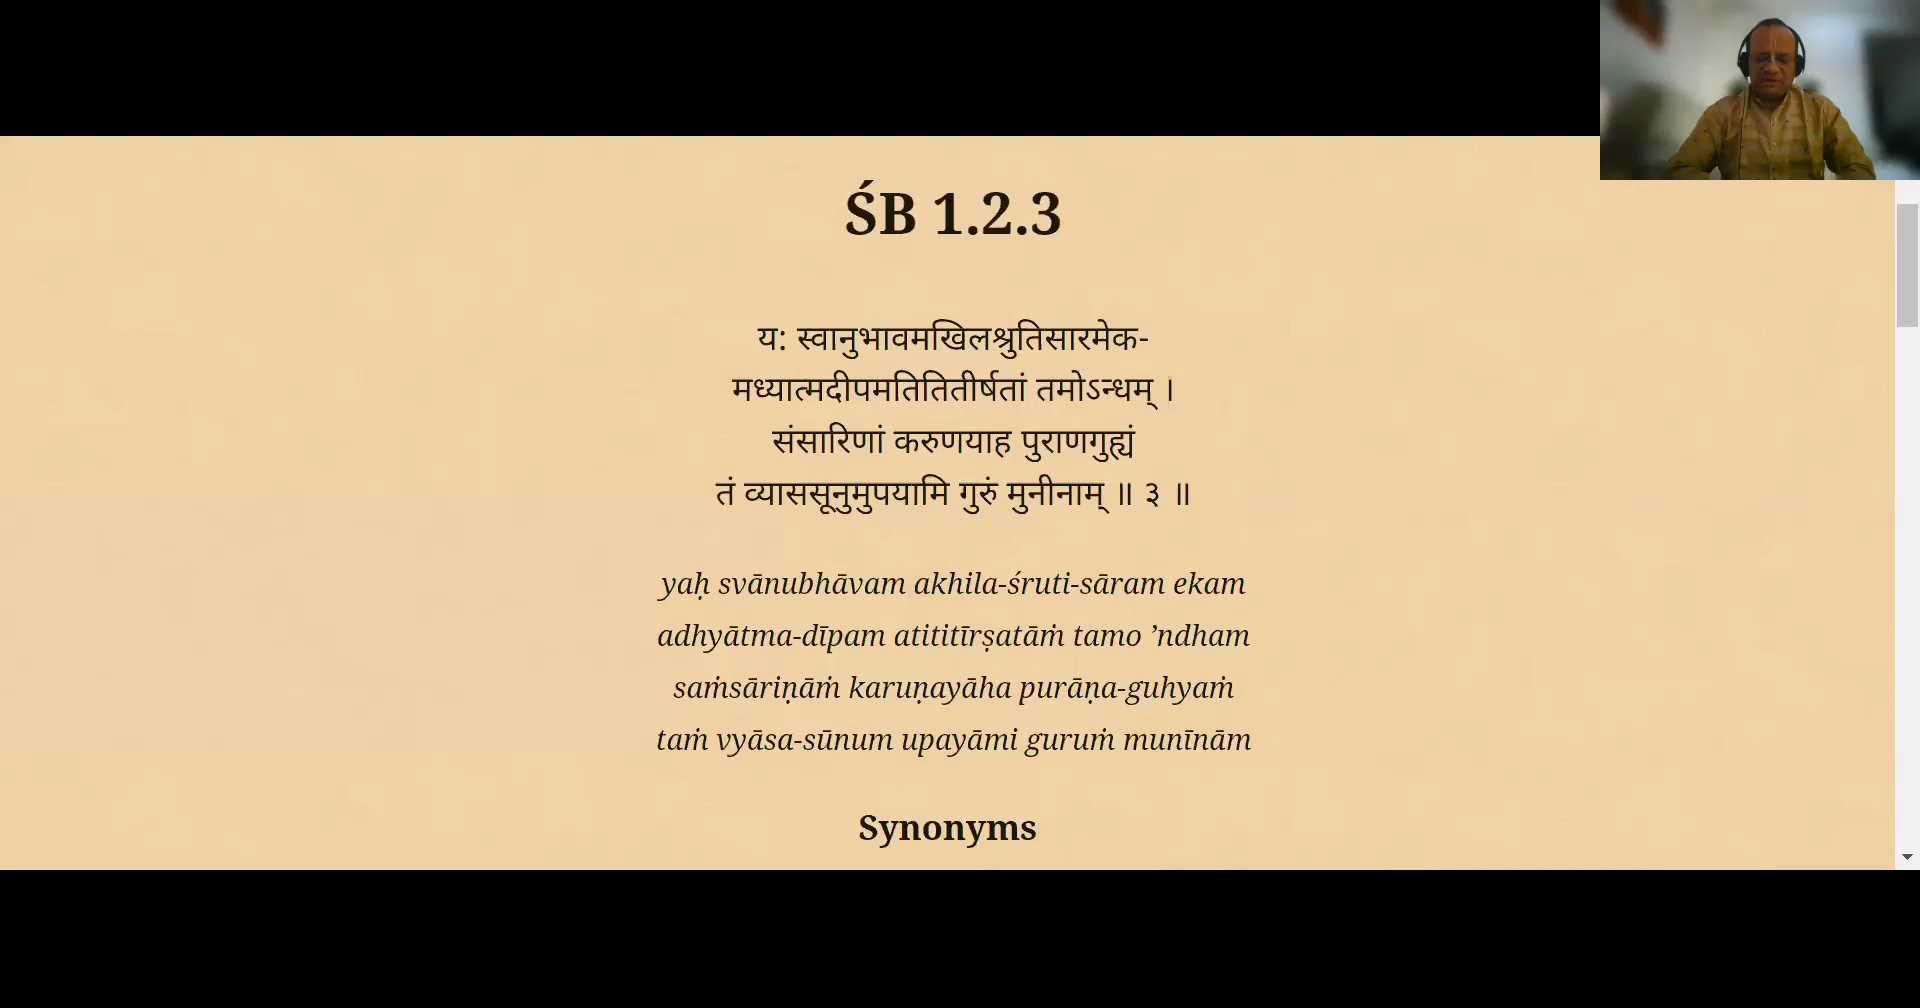 ŚB 1.2.3
य: स्वानुभावमखिलश्रुतिसारमेक-
मध्यात्मदीपमतितितीर्षतां तमोऽन्धम् ।
संसारिणां करुणयाह पुराणगुह्यं
तं व्याससूनुमुपयामि गुरुं मुनीनाम् ॥ ३ ॥
yaḥ svānubhāvam akhila-śruti-sāram ekam
adhyātma-dīpam atititīrṣatāṁ tamo ’ndham
saṁsāriṇāṁ karuṇayāha purāṇa-guhyaṁ
taṁ vyāsa-sūnum upayāmi guruṁ munīnām
Synonyms